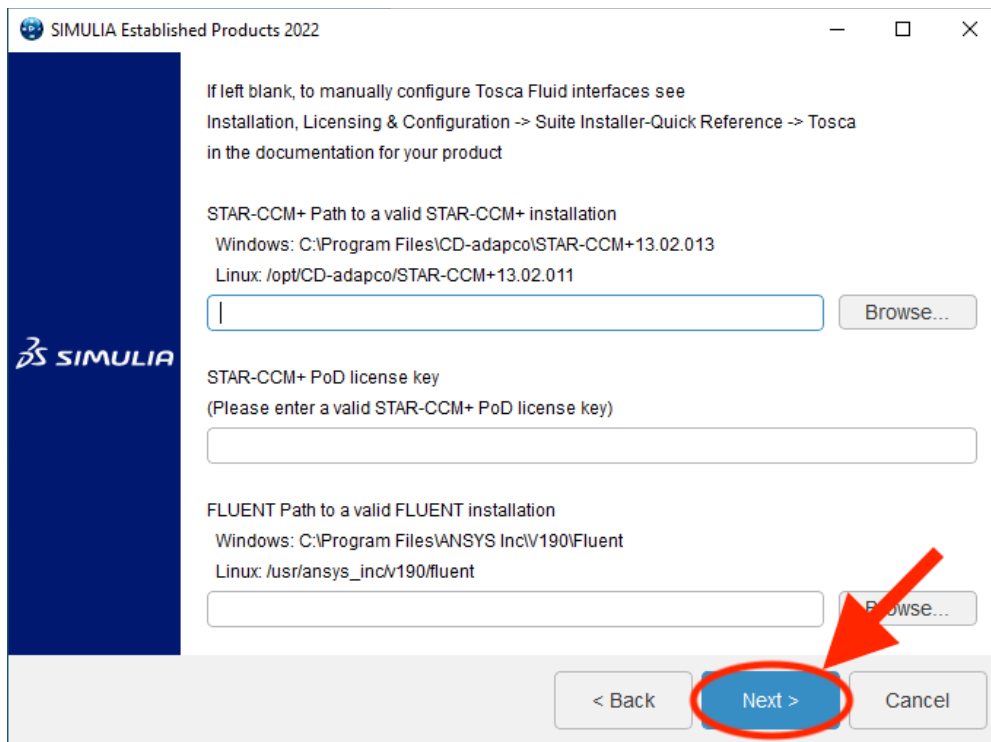 SIMULIA Established Products 2022
If left blank, to manually configure Tosca Fluid interfaces see
Installation, Licensing & Configuration -> Suite Installer-Quick Reference -> Tosca
in the documentation for your product
STAR-CCM+ Path to a valid STAR-CCM+ installation
Windows: C:\Program Files\CD-adapco\STAR-CCM+13.02.013
Linux: /opt/CD-adapco/STAR-CCM+13.02.011
Browse...
SIMULIA
STAR-CCM+ PoD license key
(Please enter a valid STAR-CCM+ PoD license key)
FLUENT Path to a valid FLUENT installation
Windows: C:\Program Files\ANSYS Inc\V190\Fluent
Linux: /usr/ansys_inc/v190/fluent
Browse...
< Back
Next >
Cancel